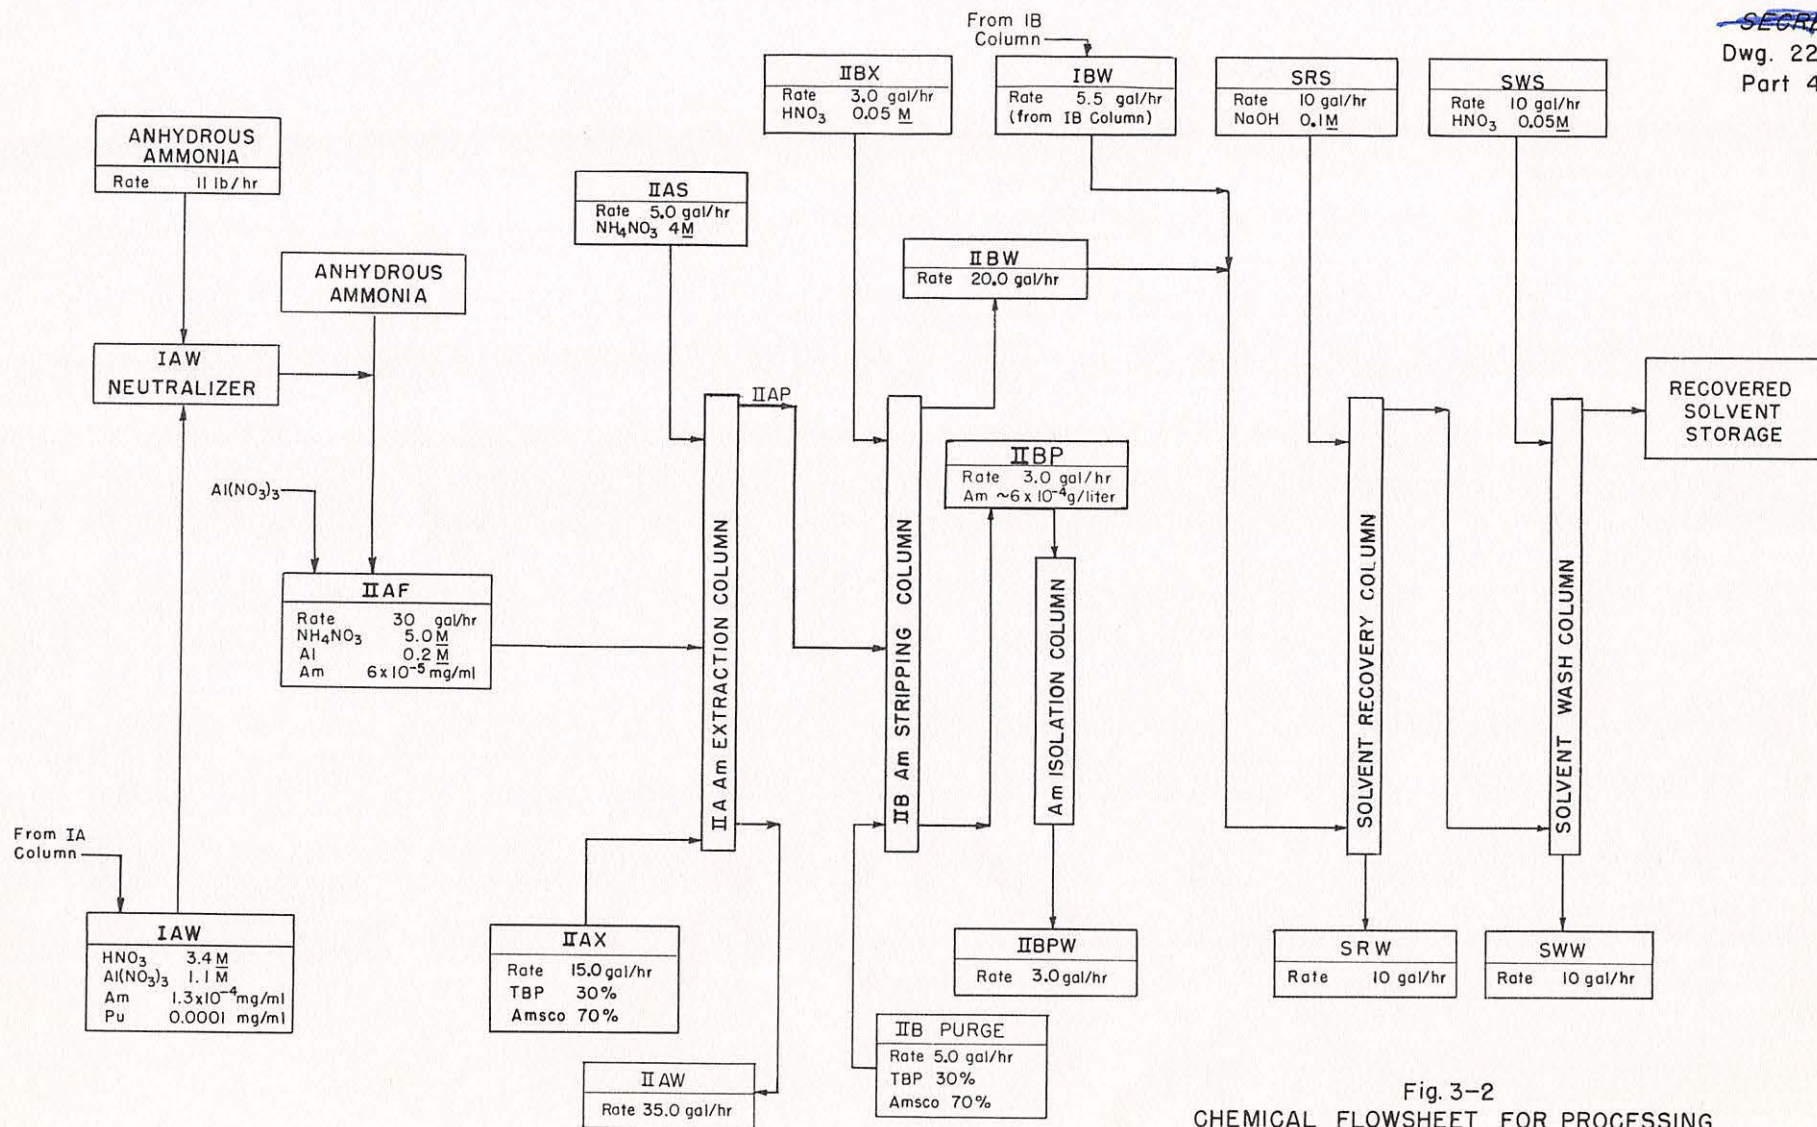 SECRE
Dwg. 22
Part 4
ANHYDROUS
AMMONIA
Rate 11 lb/hr
ANHYDROUS
AMMONIA
IAW
NEUTRALIZER
Al(NO₃)₃
IIAF
Rate 30 gal/hr
NH₄NO₃ 5.0 M
Al 0.2 M
Am 6x10⁻⁵ mg/ml
From IA
Column
IAW
HNO₃ 3.4 M
Al(NO₃)₃ 1.1 M
Am 1.3x10⁻⁴ mg/ml
Pu 0.0001 mg/ml
IIAS
Rate 5.0 gal/hr
NH₄NO₃ 4M
IIA Am EXTRACTION COLUMN
IIAP
IIAX
Rate 15.0 gal/hr
TBP 30%
Amsco 70%
IIAW
Rate 35.0 gal/hr
IIBX
Rate 3.0 gal/hr
HNO₃ 0.05 M
IIBW
Rate 20.0 gal/hr
IIB Am STRIPPING COLUMN
IIBP
Rate 3.0 gal/hr
Am ~6 x 10⁻⁴ g/liter
Am ISOLATION COLUMN
IIBPW
Rate 3.0 gal/hr
IIB PURGE
Rate 5.0 gal/hr
TBP 30%
Amsco 70%
From IB
Column
IBW
Rate 5.5 gal/hr
(from IB Column)
SRS
Rate 10 gal/hr
NaOH 0.1M
SOLVENT RECOVERY COLUMN
SRW
Rate 10 gal/hr
SWS
Rate 10 gal/hr
HNO₃ 0.05M
SOLVENT WASH COLUMN
SWW
Rate 10 gal/hr
RECOVERED
SOLVENT
STORAGE
Fig. 3-2
CHEMICAL FLOWSHEET FOR PROCESSING